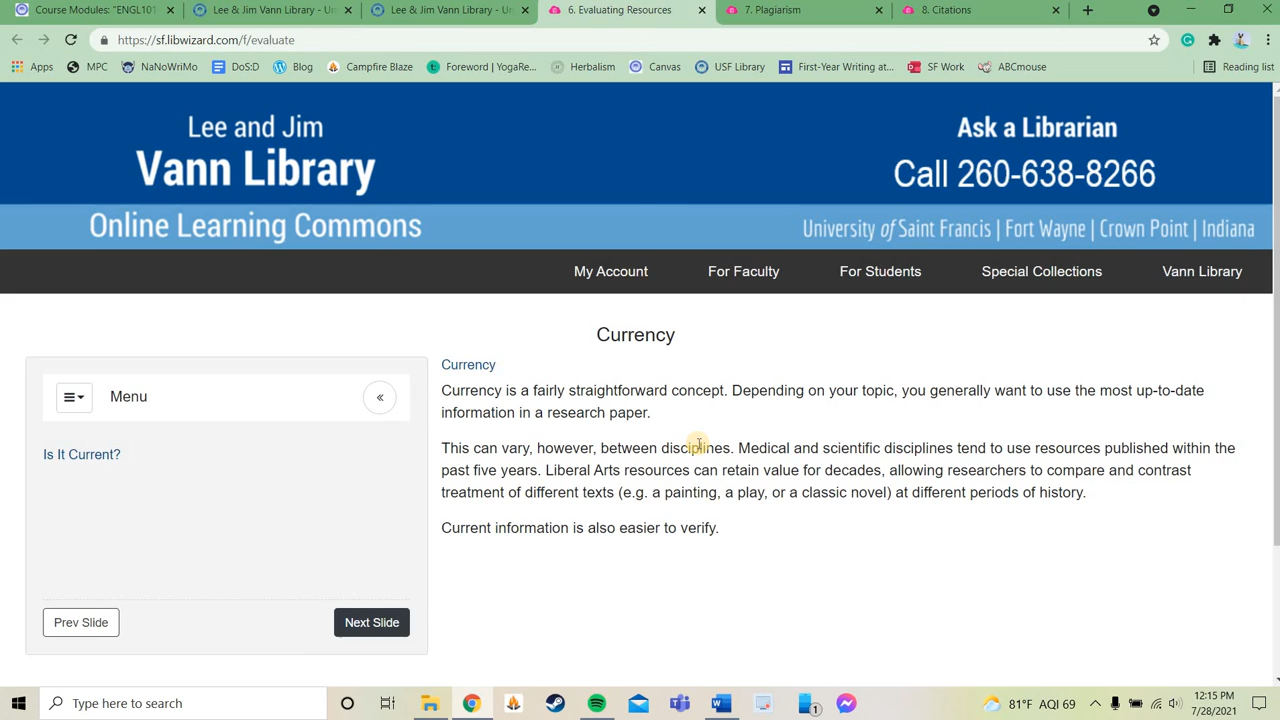 Course Modules: "ENGL101
Lee & Jim Vann Library - Un
Lee & Jim Vann Library - Un
6. Evaluating Resources
7. Plagiarism
8. Citations
https://sf.libwizard.com/f/evaluate
Apps
MPC
NaNoWriMo
DoS:D
Blog
Campfire Blaze
Foreword | YogaRe...
Herbalism
Canvas
USF Library
First-Year Writing at...
SF Work
ABCmouse
Reading list
Lee and Jim
Vann Library
Online Learning Commons
Ask a Librarian
Call 260-638-8266
University of Saint Francis | Fort Wayne | Crown Point | Indiana
My Account
For Faculty
For Students
Special Collections
Vann Library
Currency
Menu
Is It Current?
Prev Slide
Next Slide
Currency
Currency is a fairly straightforward concept. Depending on your topic, you generally want to use the most up-to-date
information in a research paper.
This can vary, however, between disciplines. Medical and scientific disciplines tend to use resources published within the
past five years. Liberal Arts resources can retain value for decades, allowing researchers to compare and contrast
treatment of different texts (e.g. a painting, a play, or a classic novel) at different periods of history.
Current information is also easier to verify.
Type here to search
1
81°F AQI 69
12:15 PM
7/28/2021